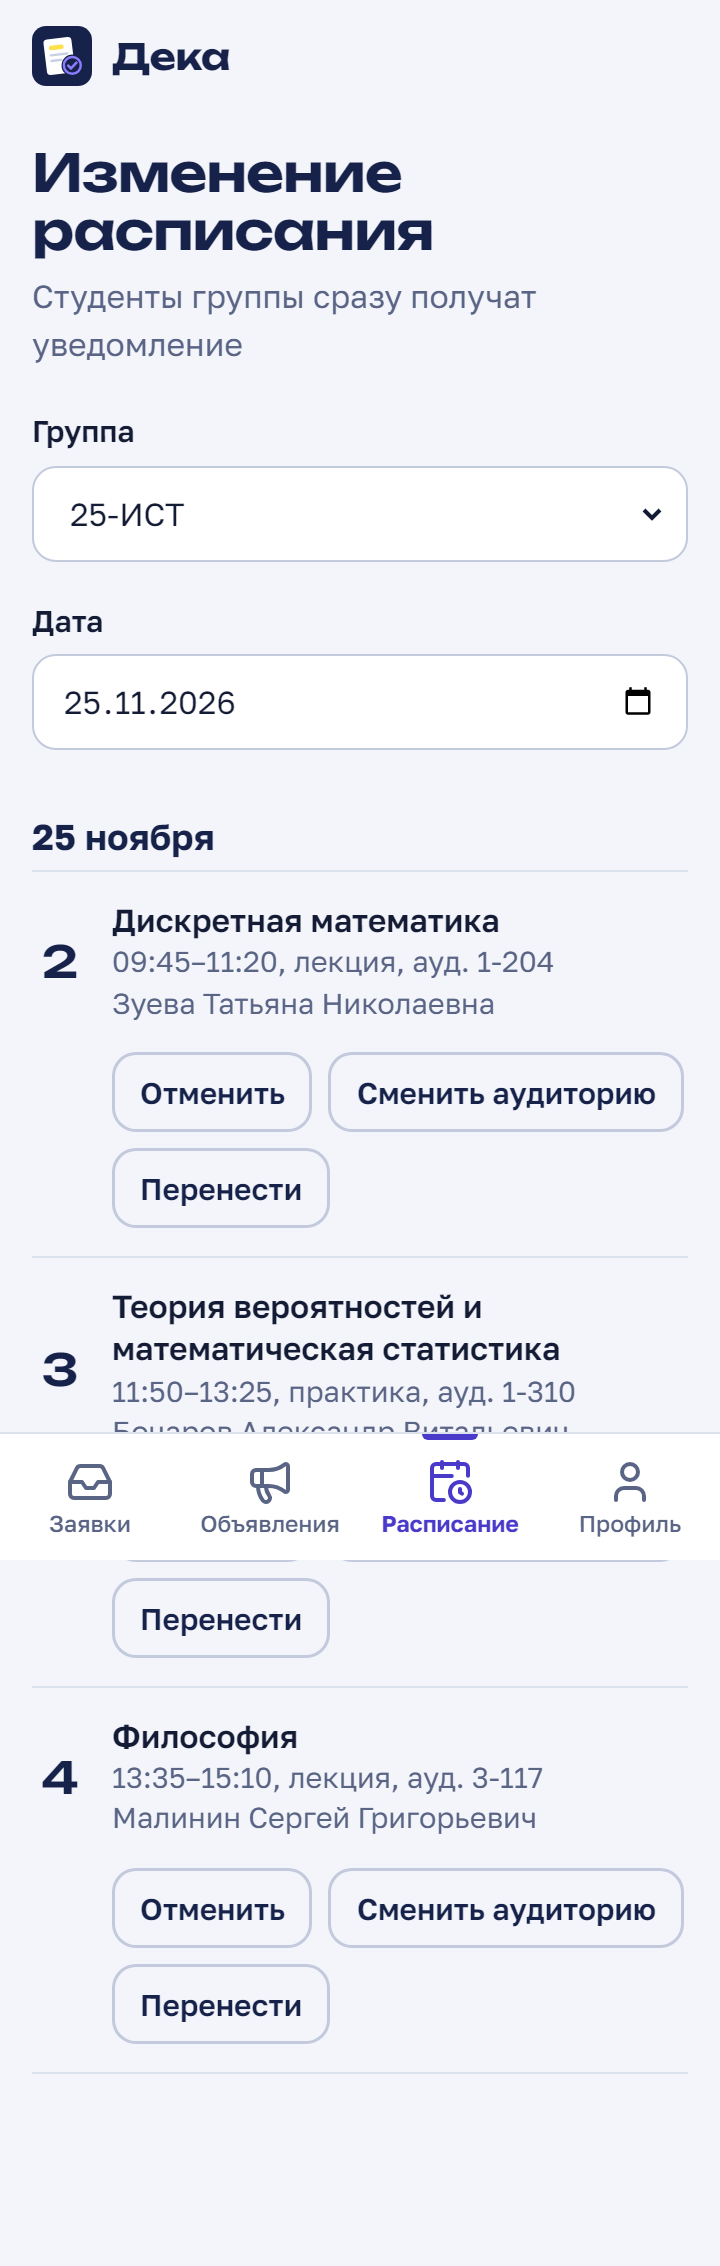 Дека
Изменение
расписания
Студенты группы сразу получат
уведомление
Группа
25-ИСТ
Дата
25.11.2026
25 ноября
2
Дискретная математика
09:45–11:20, лекция, ауд. 1-204
Зуева Татьяна Николаевна
Отменить
Сменить аудиторию
Перенести
3
Теория вероятностей и
математическая статистика
11:50–13:25, практика, ауд. 1-310
Бочаров Александр Витальевич
Заявки
Объявления
Расписание
Профиль
Перенести
4
Философия
13:35–15:10, лекция, ауд. 3-117
Малинин Сергей Григорьевич
Отменить
Сменить аудиторию
Перенести